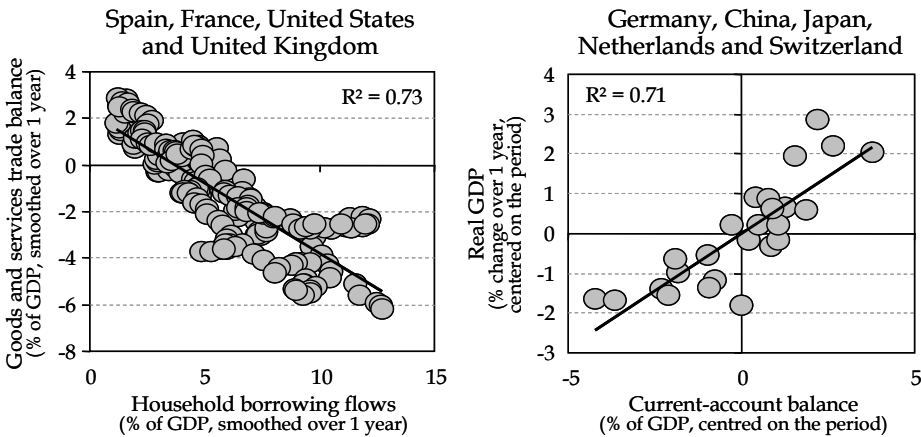 Spain, France, United States
and United Kingdom
Goods and services trade balance
(% of GDP, smoothed over 1 year)
4
2
0
-2
-4
-6
-8
R² = 0.73
0
5
10
15
Household borrowing flows
(% of GDP, smoothed over 1 year)
Germany, China, Japan,
Netherlands and Switzerland
Real GDP
(% change over 1 year,
centered on the period)
4
3
2
1
0
-1
-2
-3
R² = 0.71
-5
0
5
Current-account balance
(% of GDP, centred on the period)